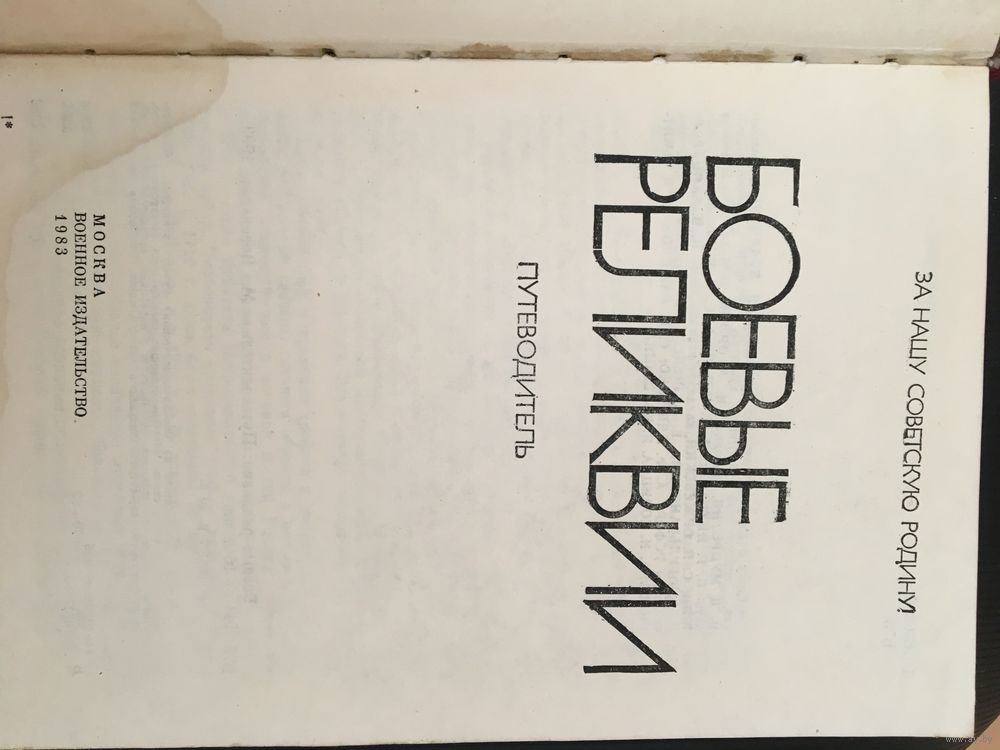 ЗА НАШУ СОВЕТСКУЮ РОДИНУ!
БОЕВЫЕ
РЕЛИКВИИ
ПУТЕВОДИТЕЛЬ
МОСКВА
ВОЕННОЕ ИЗДАТЕЛЬСТВО.
1983
1*